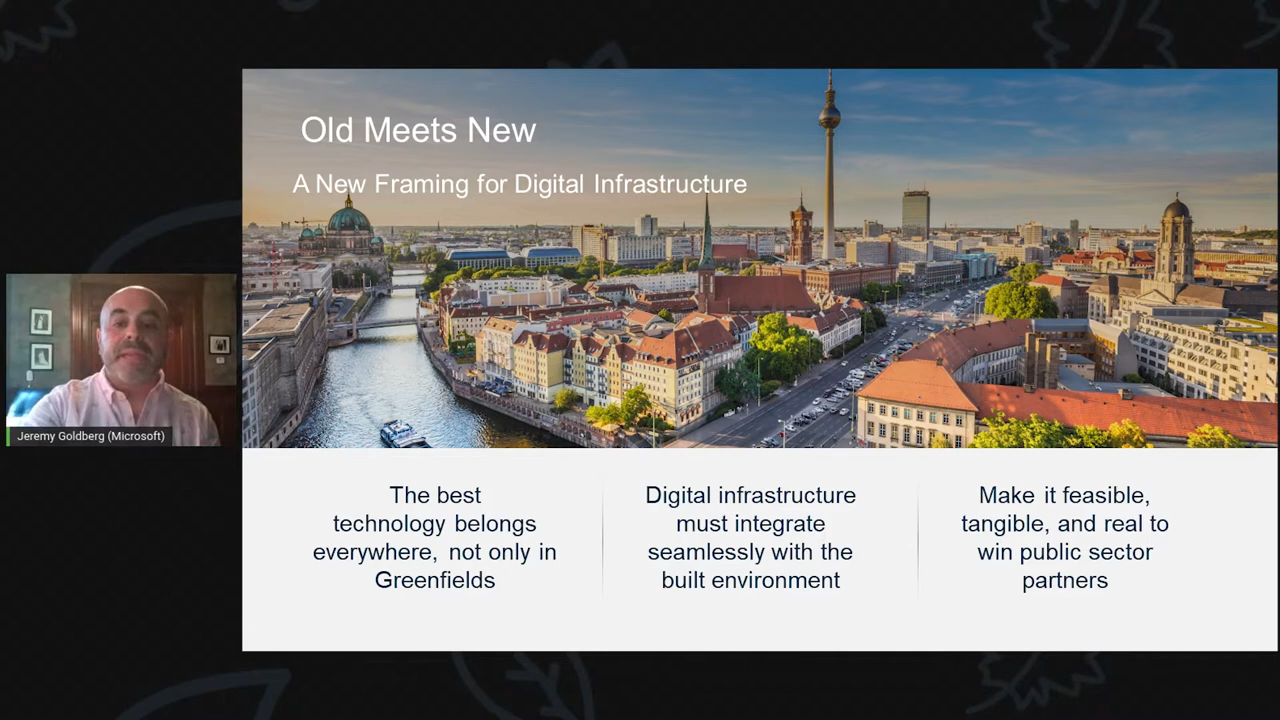 Old Meets New
A New Framing for Digital Infrastructure
Jeremy Goldberg (Microsoft)
The best
technology belongs
everywhere, not only in
Greenfields
Digital infrastructure
must integrate
seamlessly with the
built environment
Make it feasible,
tangible, and real to
win public sector
partners